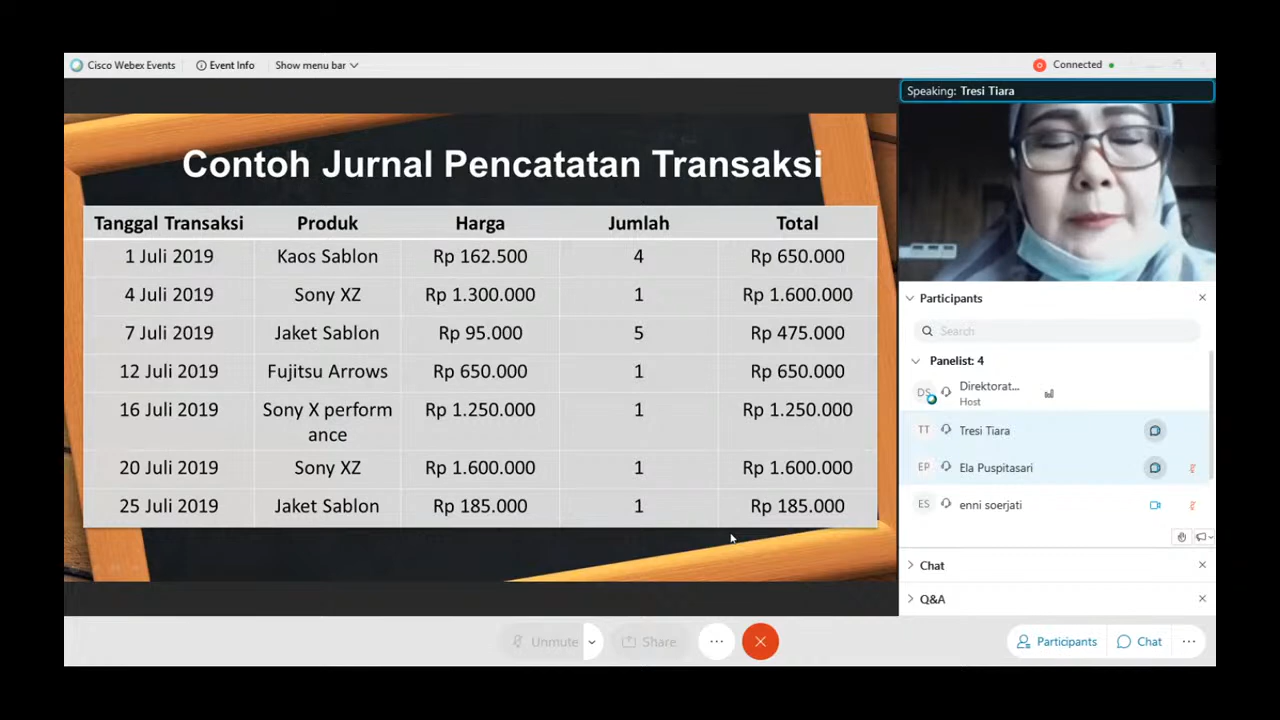 Cisco Webex Events Event Info Show menu bar Connected
Speaking: Tresi Tiara
Contoh Jurnal Pencatatan Transaksi
Tanggal Transaksi Produk Harga Jumlah Total
1 Juli 2019 Kaos Sablon Rp 162.500 4 Rp 650.000
4 Juli 2019 Sony XZ Rp 1.300.000 1 Rp 1.600.000
7 Juli 2019 Jaket Sablon Rp 95.000 5 Rp 475.000
12 Juli 2019 Fujitsu Arrows Rp 650.000 1 Rp 650.000
16 Juli 2019 Sony X perform Rp 1.250.000 1 Rp 1.250.000
ance
20 Juli 2019 Sony XZ Rp 1.600.000 1 Rp 1.600.000
25 Juli 2019 Jaket Sablon Rp 185.000 1 Rp 185.000
Participants
Search
Panelist: 4
DS Direktorat...
Host
TT Tresi Tiara
EP Ela Puspitasari
ES enni soerjati
Chat
Q&A
Unmute Share Participants Chat